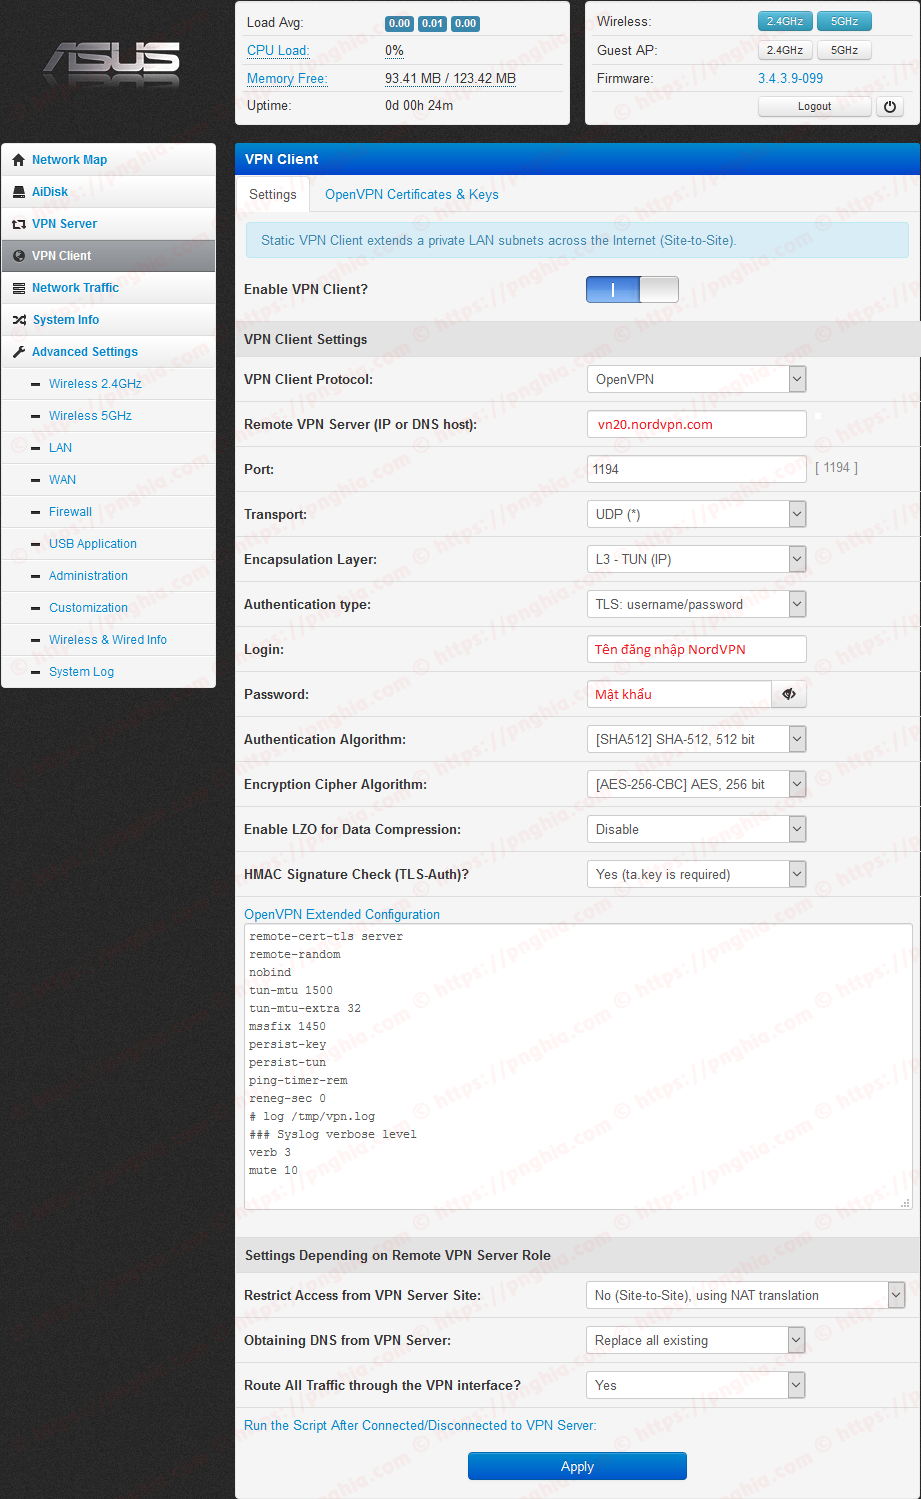 ASUS
Load Avg: 0.00 0.01 0.00
CPU Load: 0%
Memory Free: 93.41 MB / 123.42 MB
Uptime: 0d 00h 24m
Wireless: 2.4GHz 5GHz
Guest AP: 2.4GHz 5GHz
Firmware: 3.4.3.9-099
Logout
Network Map
AiDisk
VPN Server
VPN Client
Network Traffic
System Info
Advanced Settings
Wireless 2.4GHz
Wireless 5GHz
LAN
WAN
Firewall
USB Application
Administration
Customization
Wireless & Wired Info
System Log
VPN Client
Settings OpenVPN Certificates & Keys
Static VPN Client extends a private LAN subnets across the Internet (Site-to-Site).
Enable VPN Client?
VPN Client Settings
VPN Client Protocol: OpenVPN
Remote VPN Server (IP or DNS host): vn20.nordvpn.com
Port: 1194 [ 1194 ]
Transport: UDP (*)
Encapsulation Layer: L3 - TUN (IP)
Authentication type: TLS: username/password
Login: Tên đăng nhập NordVPN
Password: Mật khẩu
Authentication Algorithm: [SHA512] SHA-512, 512 bit
Encryption Cipher Algorithm: [AES-256-CBC] AES, 256 bit
Enable LZO for Data Compression: Disable
HMAC Signature Check (TLS-Auth)? Yes (ta.key is required)
OpenVPN Extended Configuration
remote-cert-tls server
remote-random
nobind
tun-mtu 1500
tun-mtu-extra 32
mssfix 1450
persist-key
persist-tun
ping-timer-rem
reneg-sec 0
# log /tmp/vpn.log
### Syslog verbose level
verb 3
mute 10
Settings Depending on Remote VPN Server Role
Restrict Access from VPN Server Site: No (Site-to-Site), using NAT translation
Obtaining DNS from VPN Server: Replace all existing
Route All Traffic through the VPN interface? Yes
Run the Script After Connected/Disconnected to VPN Server:
Apply
© https://pnghia.com